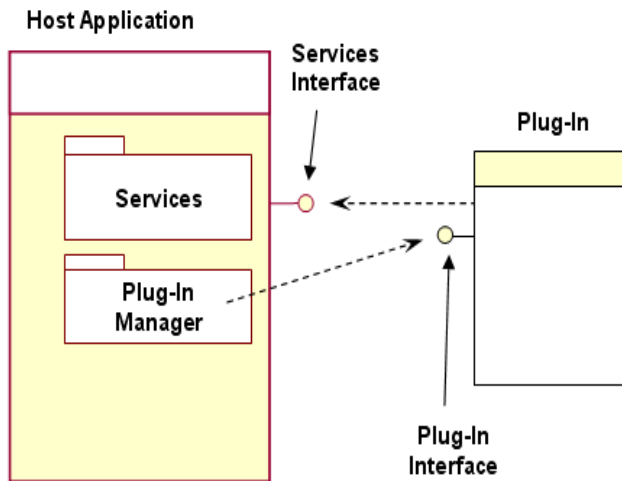 Host Application
Services
Interface
Plug-In
Services
Plug-In
Manager
Plug-In
Interface